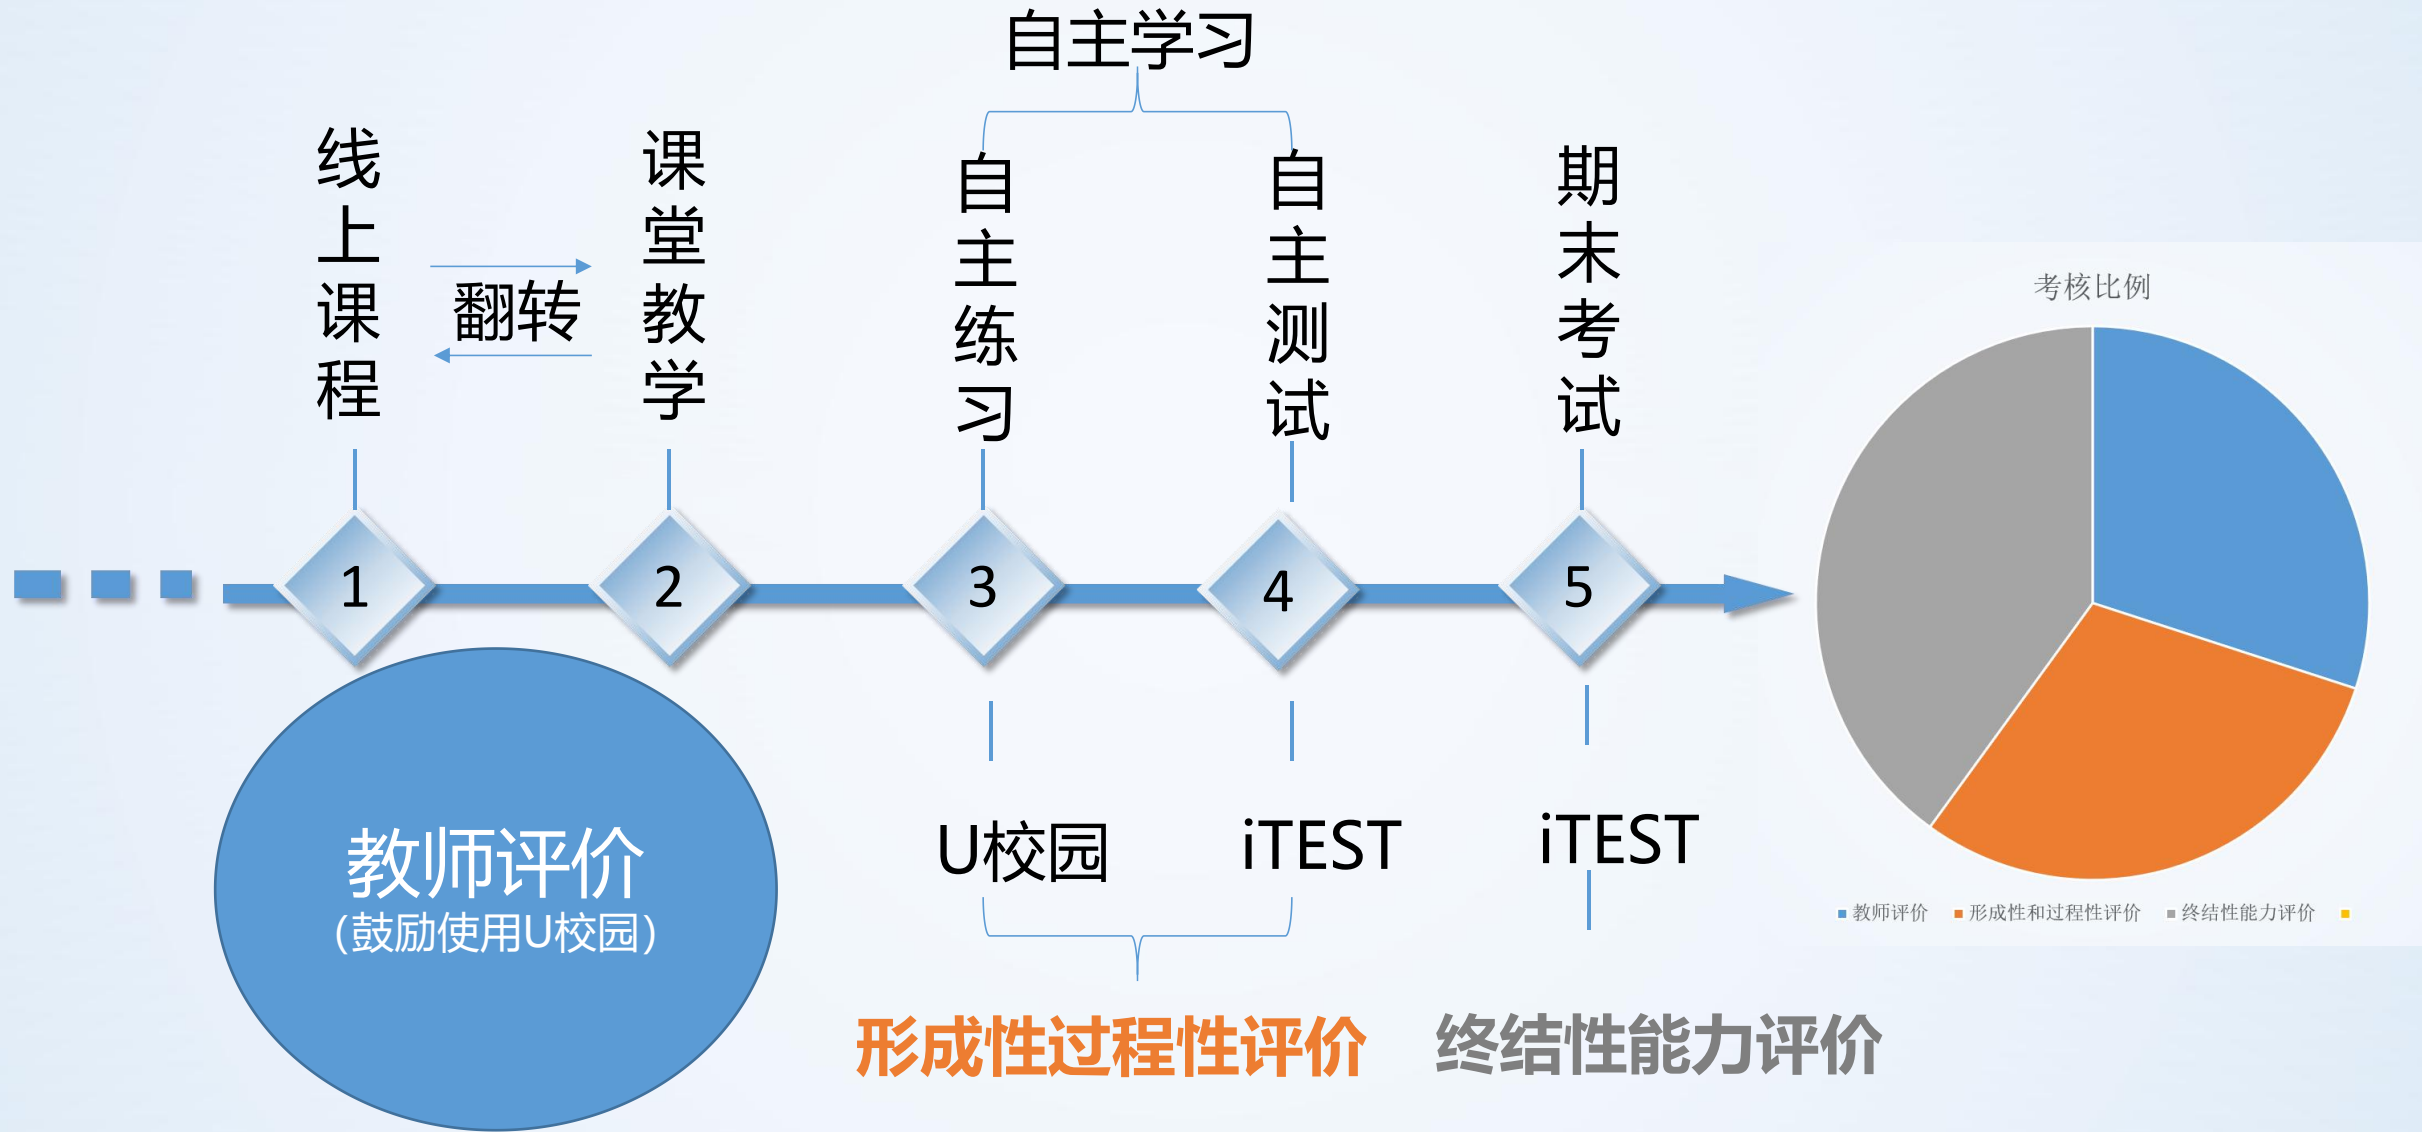 自主学习
线上课程
翻转
课堂教学
自主练习
自主测试
期末考试
1
2
3
4
5
教师评价
(鼓励使用U校园)
U校园
iTEST
iTEST
形成性过程性评价
终结性能力评价
考核比例
教师评价
形成性和过程性评价
终结性能力评价